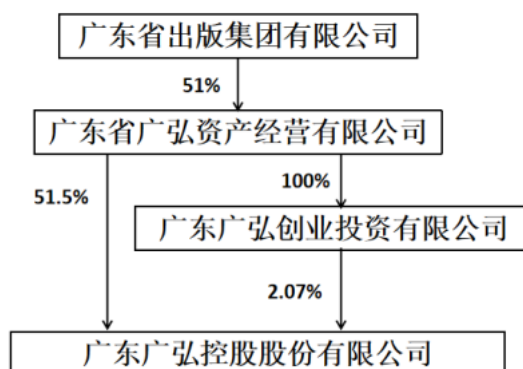 广东省出版集团有限公司
51%
广东省广弘资产经营有限公司
51.5%
100%
广东广弘创业投资有限公司
2.07%
广东广弘控股股份有限公司